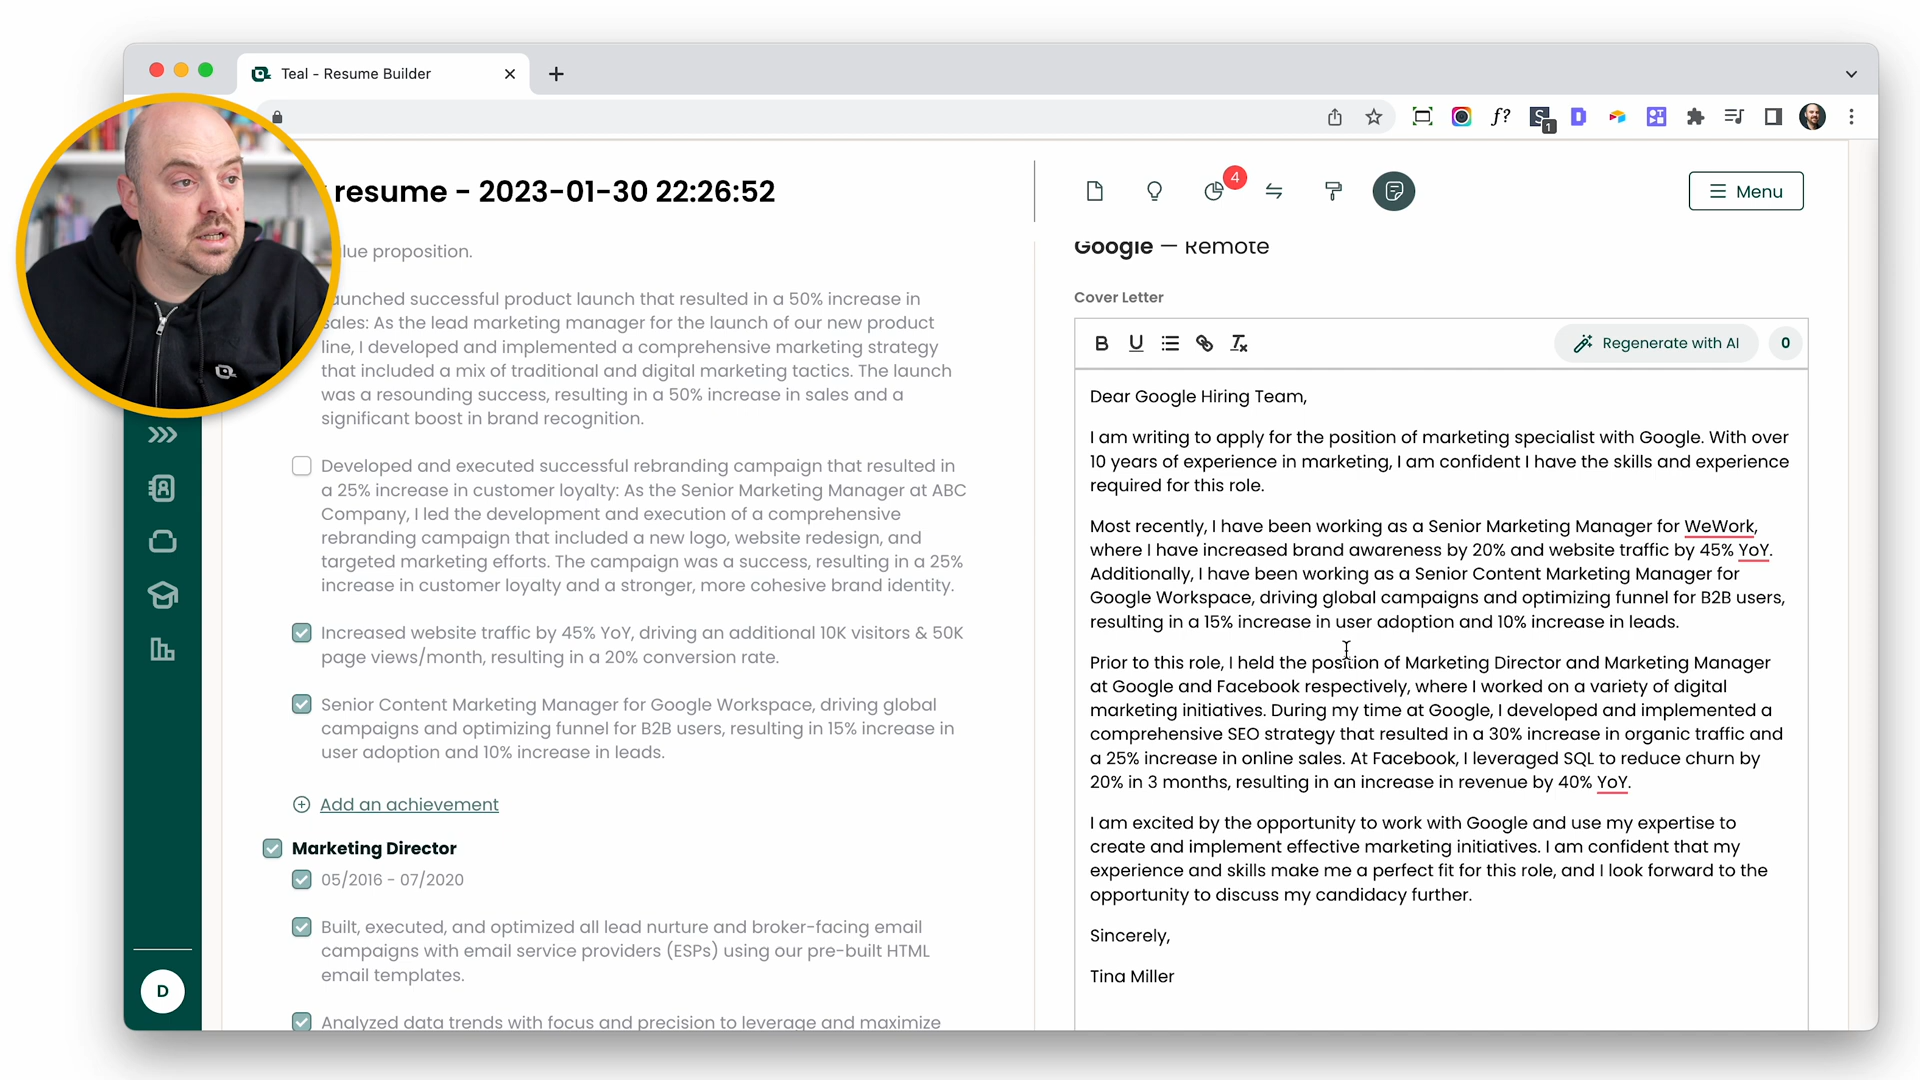 Teal - Resume Builder
f?
1
resume - 2023-01-30 22:26:52
4
Menu
lue proposition.
aunched successful product launch that resulted in a 50% increase in
sales: As the lead marketing manager for the launch of our new product
line, I developed and implemented a comprehensive marketing strategy
that included a mix of traditional and digital marketing tactics. The launch
was a resounding success, resulting in a 50% increase in sales and a
significant boost in brand recognition.
Developed and executed successful rebranding campaign that resulted in
a 25% increase in customer loyalty: As the Senior Marketing Manager at ABC
Company, I led the development and execution of a comprehensive
rebranding campaign that included a new logo, website redesign, and
targeted marketing efforts. The campaign was a success, resulting in a 25%
increase in customer loyalty and a stronger, more cohesive brand identity.
Increased website traffic by 45% YoY, driving an additional 10K visitors & 50K
page views/month, resulting in a 20% conversion rate.
Senior Content Marketing Manager for Google Workspace, driving global
campaigns and optimizing funnel for B2B users, resulting in 15% increase in
user adoption and 10% increase in leads.
Add an achievement
Marketing Director
05/2016 - 07/2020
Built, executed, and optimized all lead nurture and broker-facing email
campaigns with email service providers (ESPs) using our pre-built HTML
email templates.
Analyzed data trends with focus and precision to leverage and maximize
D
Google — Remote
Cover Letter
B U
Regenerate with AI
0
Dear Google Hiring Team,
I am writing to apply for the position of marketing specialist with Google. With over
10 years of experience in marketing, I am confident I have the skills and experience
required for this role.
Most recently, I have been working as a Senior Marketing Manager for WeWork,
where I have increased brand awareness by 20% and website traffic by 45% YoY.
Additionally, I have been working as a Senior Content Marketing Manager for
Google Workspace, driving global campaigns and optimizing funnel for B2B users,
resulting in a 15% increase in user adoption and 10% increase in leads.
Prior to this role, I held the position of Marketing Director and Marketing Manager
at Google and Facebook respectively, where I worked on a variety of digital
marketing initiatives. During my time at Google, I developed and implemented a
comprehensive SEO strategy that resulted in a 30% increase in organic traffic and
a 25% increase in online sales. At Facebook, I leveraged SQL to reduce churn by
20% in 3 months, resulting in an increase in revenue by 40% YoY.
I am excited by the opportunity to work with Google and use my expertise to
create and implement effective marketing initiatives. I am confident that my
experience and skills make me a perfect fit for this role, and I look forward to the
opportunity to discuss my candidacy further.
Sincerely,
Tina Miller